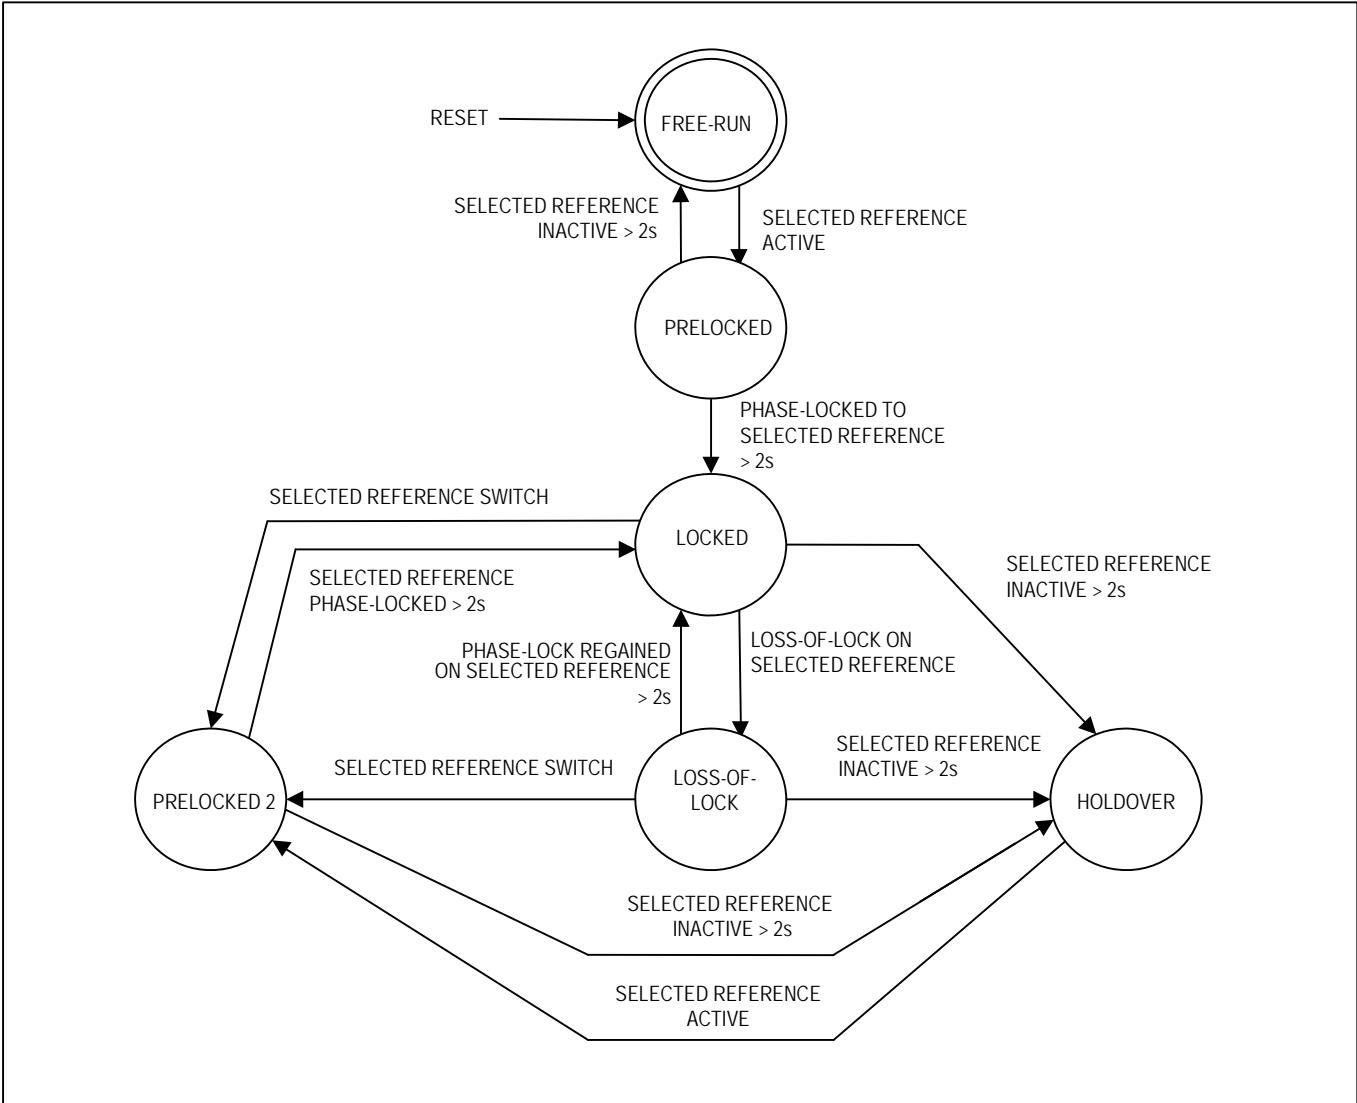 RESET
FREE-RUN
SELECTED REFERENCE
INACTIVE > 2s
SELECTED REFERENCE
ACTIVE
PRELOCKED
PHASE-LOCKED TO
SELECTED REFERENCE
> 2s
SELECTED REFERENCE SWITCH
LOCKED
SELECTED REFERENCE
PHASE-LOCKED > 2s
SELECTED REFERENCE
INACTIVE > 2s
PHASE-LOCK REGAINED
ON SELECTED REFERENCE
> 2s
LOSS-OF-LOCK ON
SELECTED REFERENCE
SELECTED REFERENCE SWITCH
SELECTED REFERENCE
INACTIVE > 2s
PRELOCKED 2
LOSS-OF-
LOCK
HOLDOVER
SELECTED REFERENCE
INACTIVE > 2s
SELECTED REFERENCE
ACTIVE